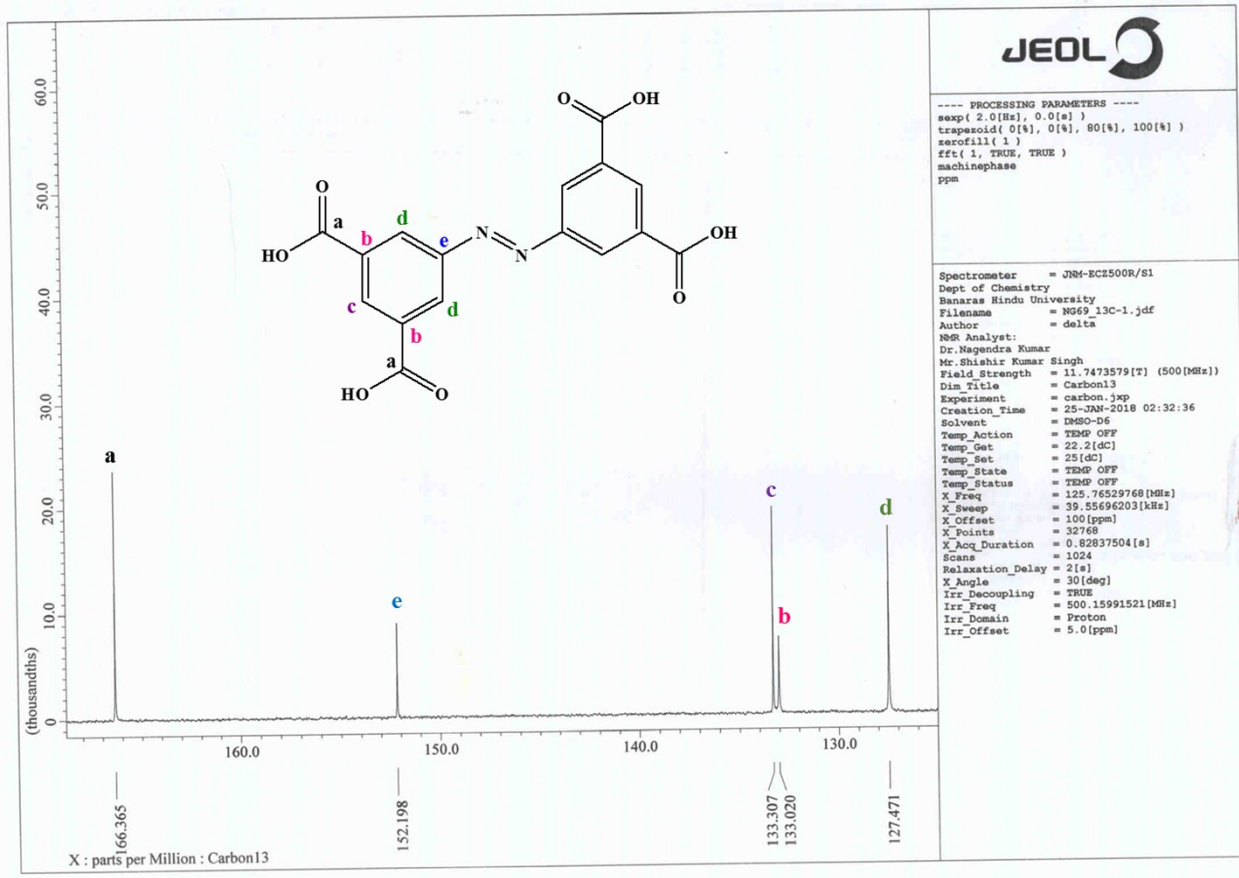 JEOL
---- PROCESSING PARAMETERS ----
sexp( 2.0[Hz], 0.0[s] )
trapezoid( 0[%], 0[%], 80[%], 100[%] )
zerofill( 1 )
fft( 1, TRUE, TRUE )
machinephase
ppm
Spectrometer = JNM-ECZ500R/S1
Dept of Chemistry
Banaras Hindu University
Filename = NG69_13C-1.jdf
Author = delta
NMR Analyst:
Dr.Nagendra Kumar
Mr.Shishir Kumar Singh
Field_Strength = 11.7473579[T] (500[MHz])
Dim_Title = Carbon13
Experiment = carbon.jxp
Creation_Time = 25-JAN-2018 02:32:36
Solvent = DMSO-D6
Temp_Action = TEMP OFF
Temp_Get = 22.2[dC]
Temp_Set = 25[dC]
Temp_State = TEMP OFF
Temp_Status = TEMP OFF
X_Freq = 125.76529768[MHz]
X_Sweep = 39.55696203[kHz]
X_Offset = 100[ppm]
X_Points = 32768
X_Acq_Duration = 0.82837504[s]
Scans = 1024
Relaxation_Delay = 2[s]
X_Angle = 30[deg]
Irr_Decoupling = TRUE
Irr_Freq = 500.15991521[MHz]
Irr_Domain = Proton
Irr_Offset = 5.0[ppm]
O OH
O
a d
b e N
HO N OH
c d
b O
a
HO O
60.0
50.0
40.0
30.0
20.0
10.0
0
(thousandths)
a
e
c
b
d
160.0 150.0 140.0 130.0
166.365
152.198
133.307
133.020
127.471
X : parts per Million : Carbon13